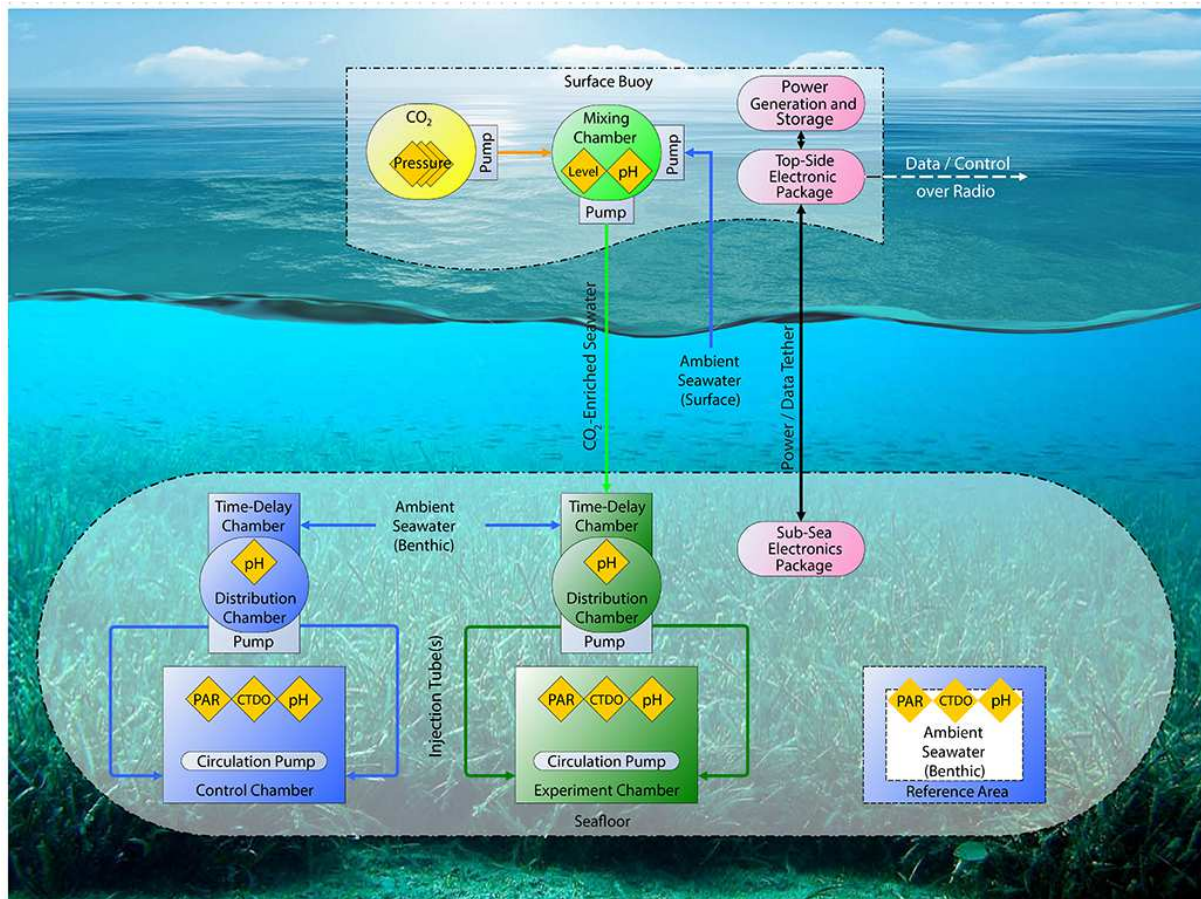 Surface Buoy
CO₂
Pressure
Pump
Mixing
Chamber
Level
pH
Pump
Pump
Power
Generation and
Storage
Top-Side
Electronic
Package
Data / Control
over Radio
CO₂-Enriched Seawater
Ambient
Seawater
(Surface)
Power / Data Tether
Time-Delay
Chamber
pH
Distribution
Chamber
Pump
Ambient
Seawater
(Benthic)
Time-Delay
Chamber
pH
Distribution
Chamber
Pump
Sub-Sea
Electronics
Package
Injection Tube(s)
PAR
CTDO
pH
Circulation Pump
Control Chamber
PAR
CTDO
pH
Circulation Pump
Experiment Chamber
PAR
CTDO
pH
Ambient
Seawater
(Benthic)
Reference Area
Seafloor